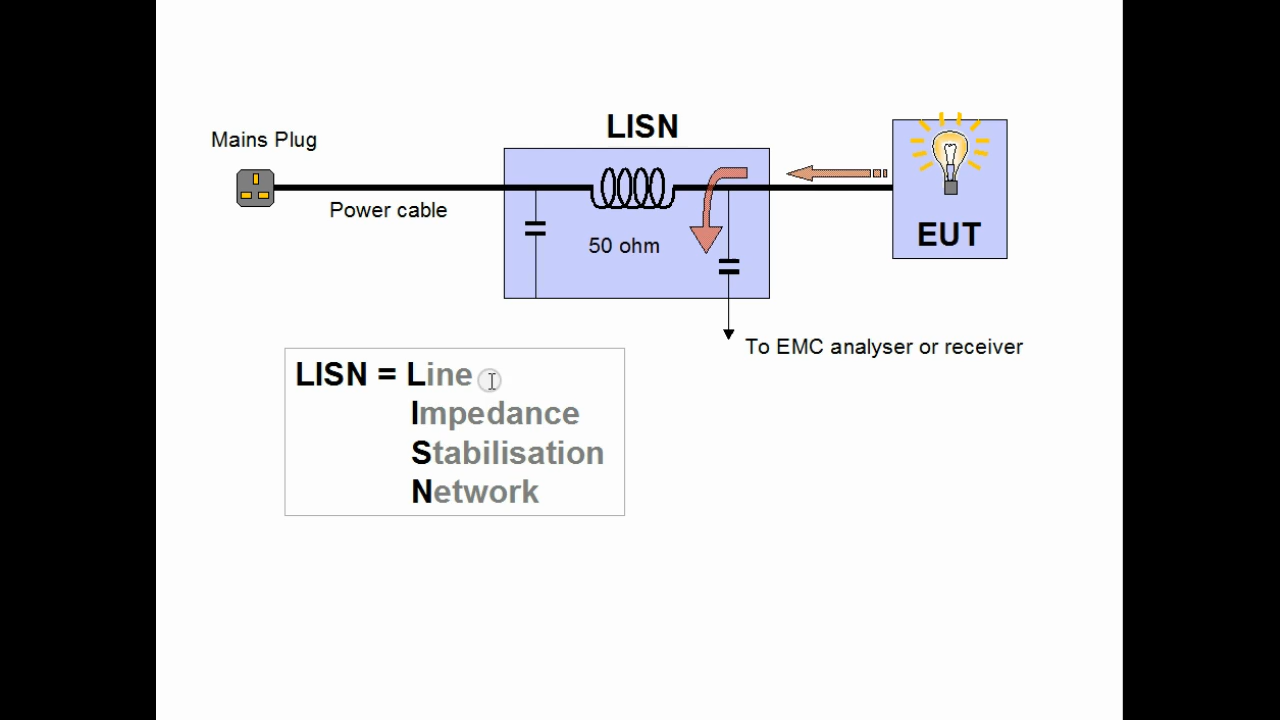 LISN
Mains Plug
Power cable
50 ohm
EUT
To EMC analyser or receiver
LISN = Line
Impedance
Stabilisation
Network